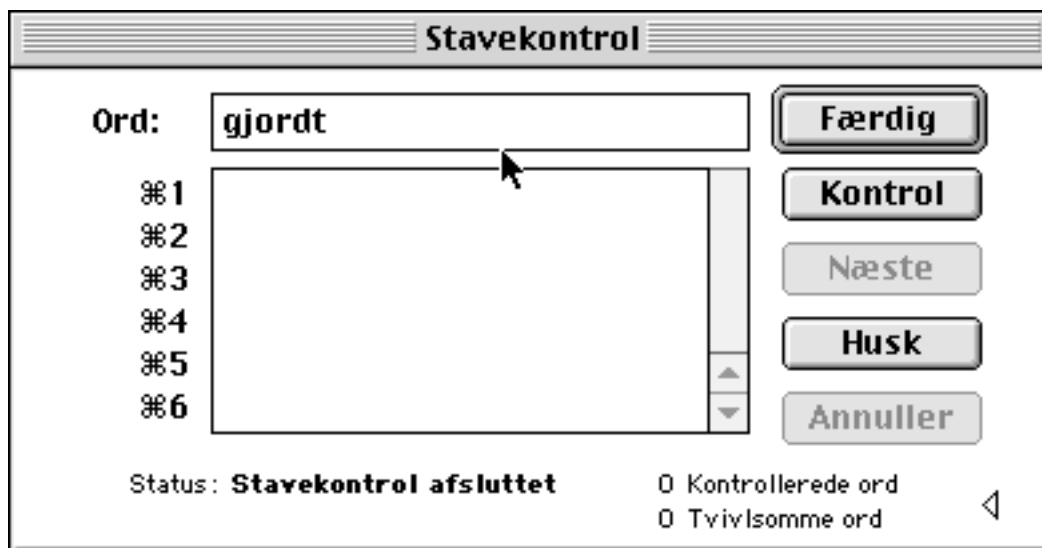 Stavekontrol
Ord: gjordt Færdig
⌘1 Kontrol
⌘2
⌘3 Næste
⌘4
⌘5 Husk
⌘6 Annuller
Status: Stavekontrol afsluttet 0 Kontrollerede ord
0 Tvivlsomme ord